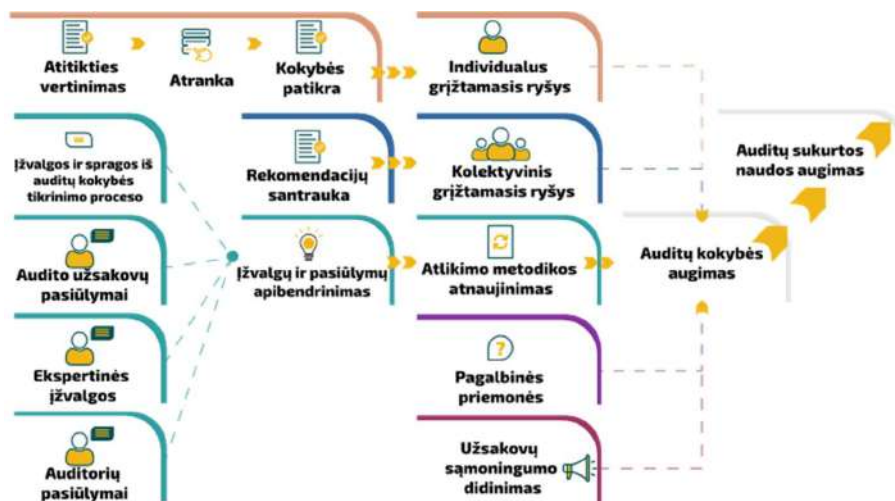 Atitikties
vertinimas
Atranka
Kokybės
patikra
Individualus
grįžtamasis ryšys
Įžvalgos ir spragos iš
auditų kokybės
tikrinimo proceso
Rekomendacijų
santrauka
Kolektyvinis
grįžtamasis ryšys
Auditų sukurtos
naudos augimas
Audito užsakovų
pasiūlymai
Įžvalgų ir pasiūlymų
apibendrinimas
Atlikimo metodikos
atnaujinimas
Auditų kokybės
augimas
Ekspertinės
įžvalgos
?
Pagalbinės
priemonės
Auditorių
pasiūlymai
Užsakovų
sąmoningumo
didinimas